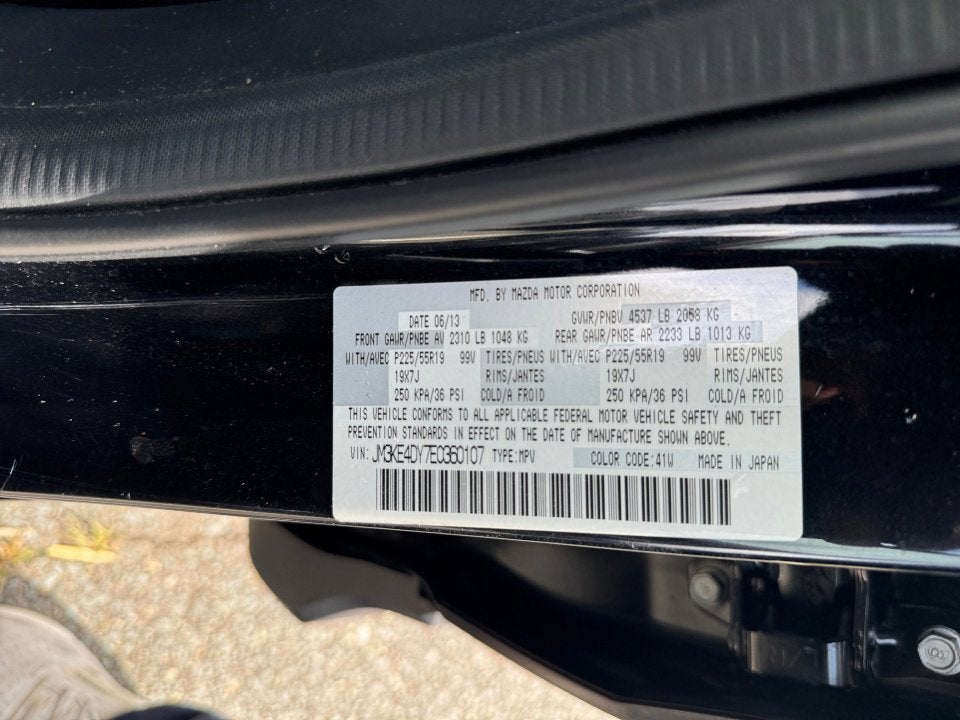 MFD. BY MAZDA MOTOR CORPORATION
DATE 06/13 GVWR/PNBV 4537 LB 2058 KG
FRONT GAWR/PNBE AV 2310 LB 1048 KG REAR GAWR/PNBE AR 2233 LB 1013 KG
WITH/AVEC P225/55R19 99V TIRES/PNEUS WITH/AVEC P225/55R19 99V TIRES/PNEUS
19X7J RIMS/JANTES 19X7J RIMS/JANTES
250 KPA/36 PSI COLD/A FROID 250 KPA/36 PSI COLD/A FROID
THIS VEHICLE CONFORMS TO ALL APPLICABLE FEDERAL MOTOR VEHICLE SAFETY AND THEFT
PREVENTION STANDARDS IN EFFECT ON THE DATE OF MANUFACTURE SHOWN ABOVE.
VIN: JM3KE4DY7E0360107 TYPE:MPV COLOR CODE:41W MADE IN JAPAN